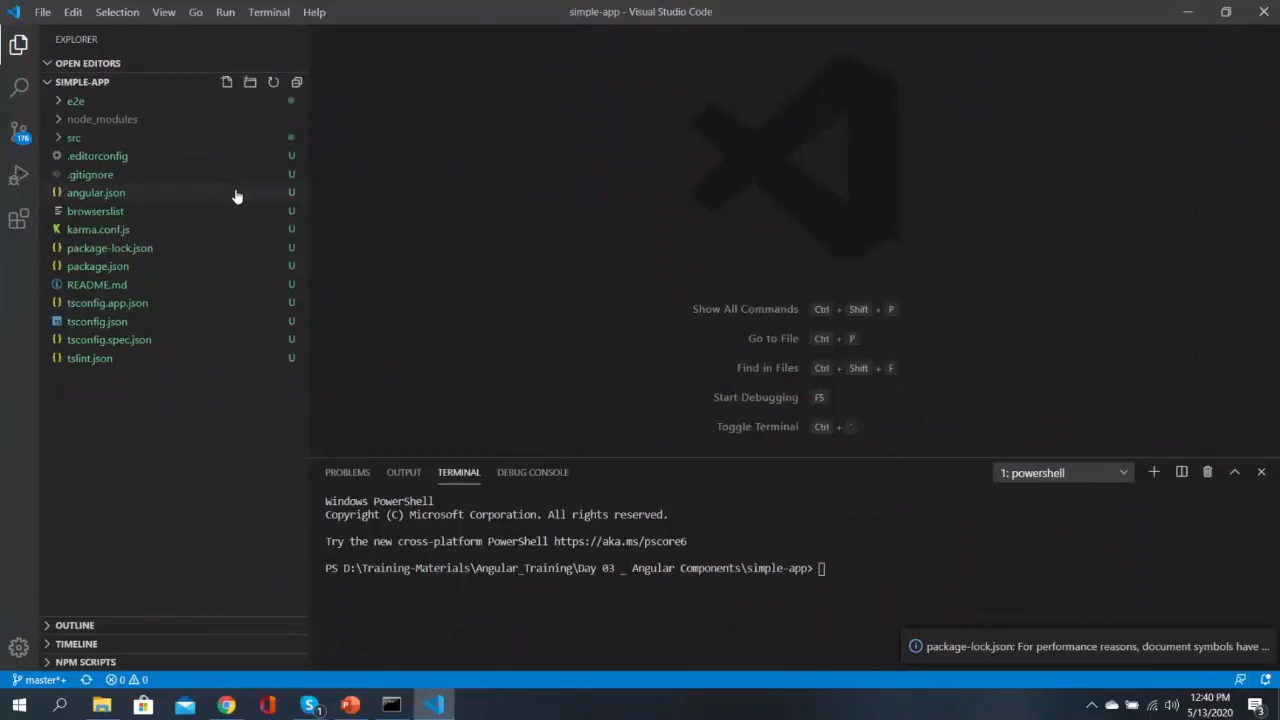 File Edit Selection View Go Run Terminal Help
simple-app - Visual Studio Code
EXPLORER
OPEN EDITORS
SIMPLE-APP
e2e
node_modules
src
.editorconfig U
.gitignore U
angular.json U
browserslist U
karma.conf.js U
package-lock.json U
package.json U
README.md U
tsconfig.app.json U
tsconfig.json U
tsconfig.spec.json U
tslint.json U
176
Show All Commands Ctrl + Shift + P
Go to File Ctrl + P
Find in Files Ctrl + Shift + F
Start Debugging F5
Toggle Terminal Ctrl + `
PROBLEMS OUTPUT TERMINAL DEBUG CONSOLE
1: powershell
Windows PowerShell
Copyright (C) Microsoft Corporation. All rights reserved.
Try the new cross-platform PowerShell https://aka.ms/pscore6
PS D:\Training-Materials\Angular_Training\Day 03 _ Angular Components\simple-app>
OUTLINE
TIMELINE
NPM SCRIPTS
package-lock.json: For performance reasons, document symbols have ...
master*+ 0 0
1
12:40 PM
5/13/2020
3